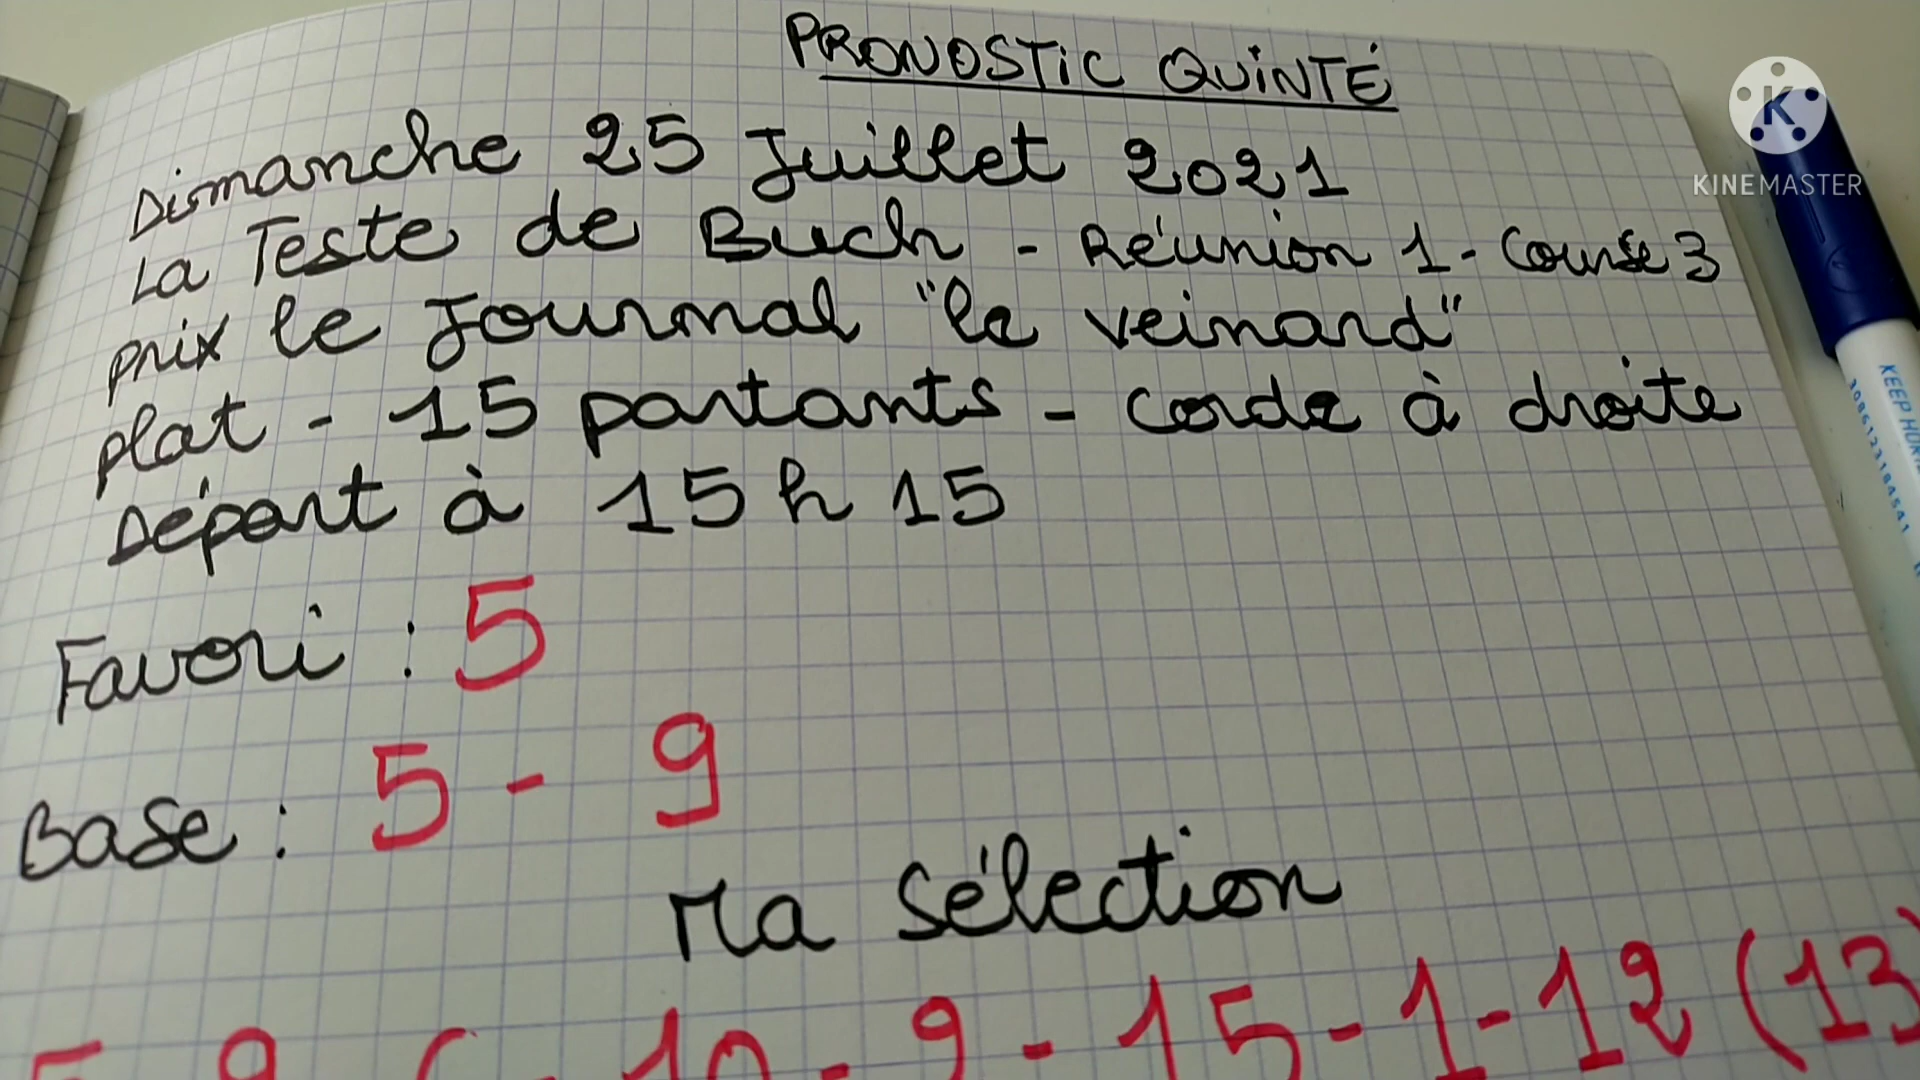 PRONOSTIC QUINTÉ
Dimanche 25 Juillet 2021
La Teste de Buch - Réunion 1 - Course 3
prix le Journal "le veinard"
plat - 15 partants - corde à droite
Départ à 15 h 15
Favori : 5
Base : 5 - 9
Ma sélection
10 - 9 - 15 - 1 - 12 (13)
K
KINEMASTER